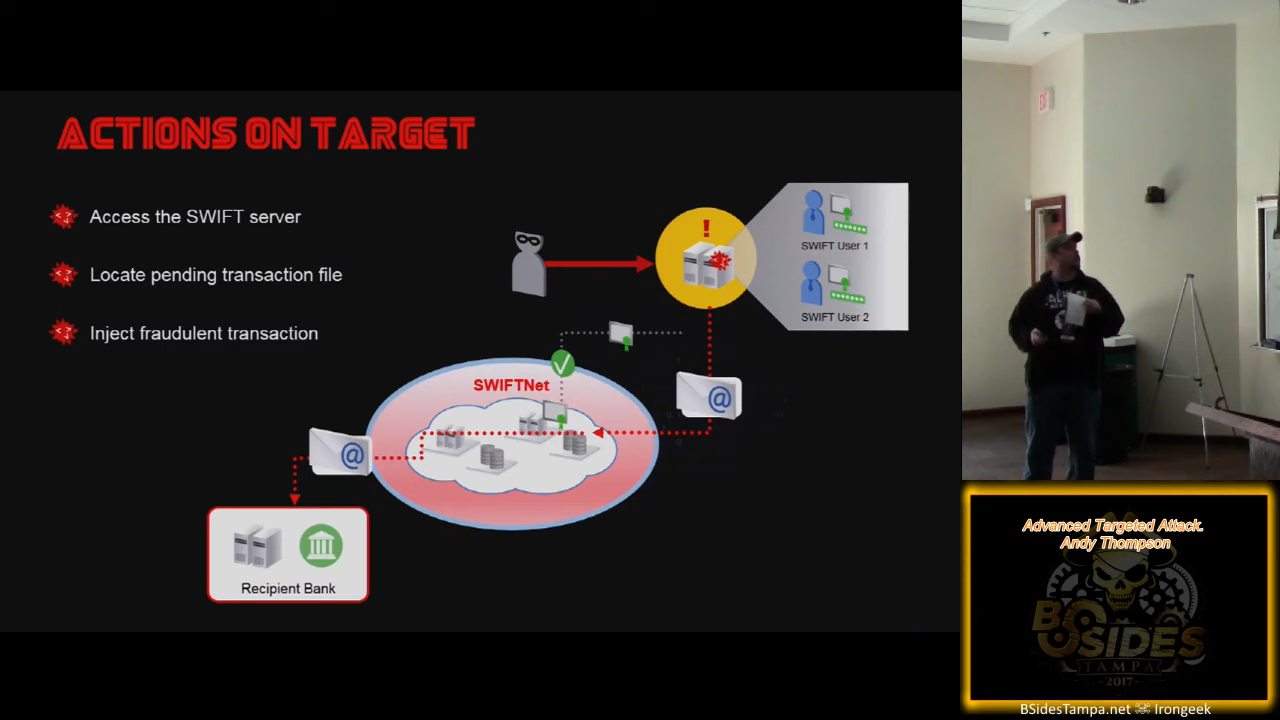 ACTIONS ON TARGET
Access the SWIFT server
Locate pending transaction file
Inject fraudulent transaction
!
SWIFT User 1
SWIFT User 2
SWIFTNet
@
@
Recipient Bank
EXIT
Advanced Targeted Attack.
Andy Thompson
BSIDES
TAMPA
2017
BSidesTampa.net
Irongeek